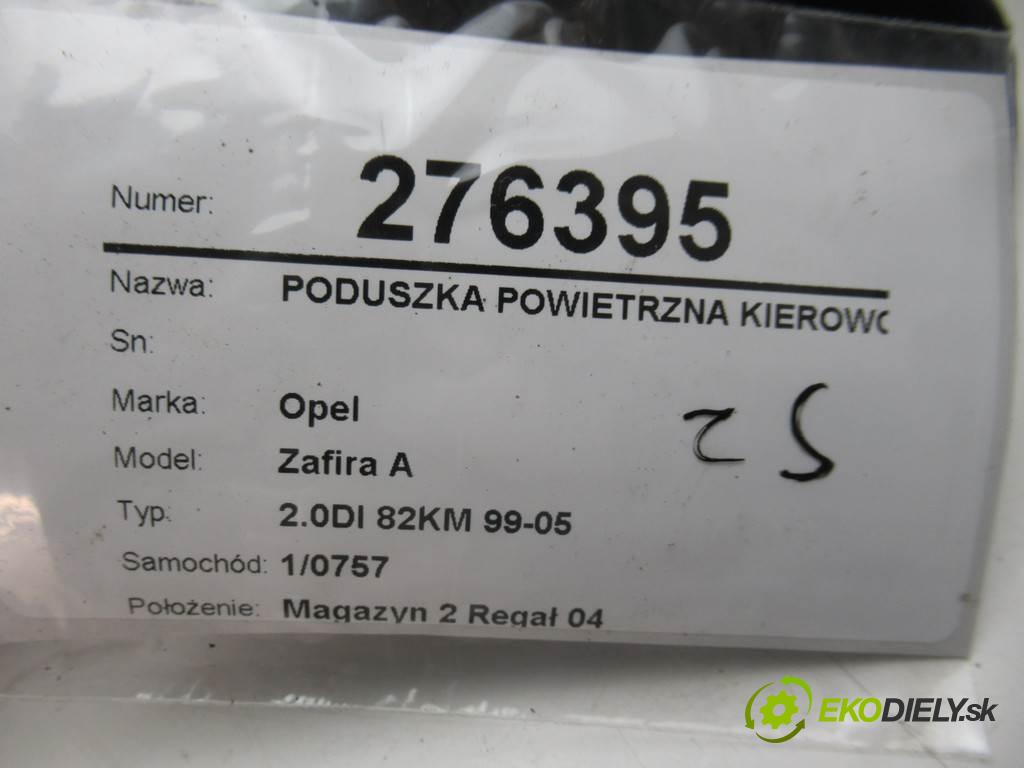 Numer: 276395
Nazwa: PODUSZKA POWIETRZNA KIEROWC
Sn:
Marka: Opel
Model: Zafira A
Typ: 2.0DI 82KM 99-05
Samochód: 1/0757
Położenie: Magazyn 2 Regał 04
EKODIELY.sk